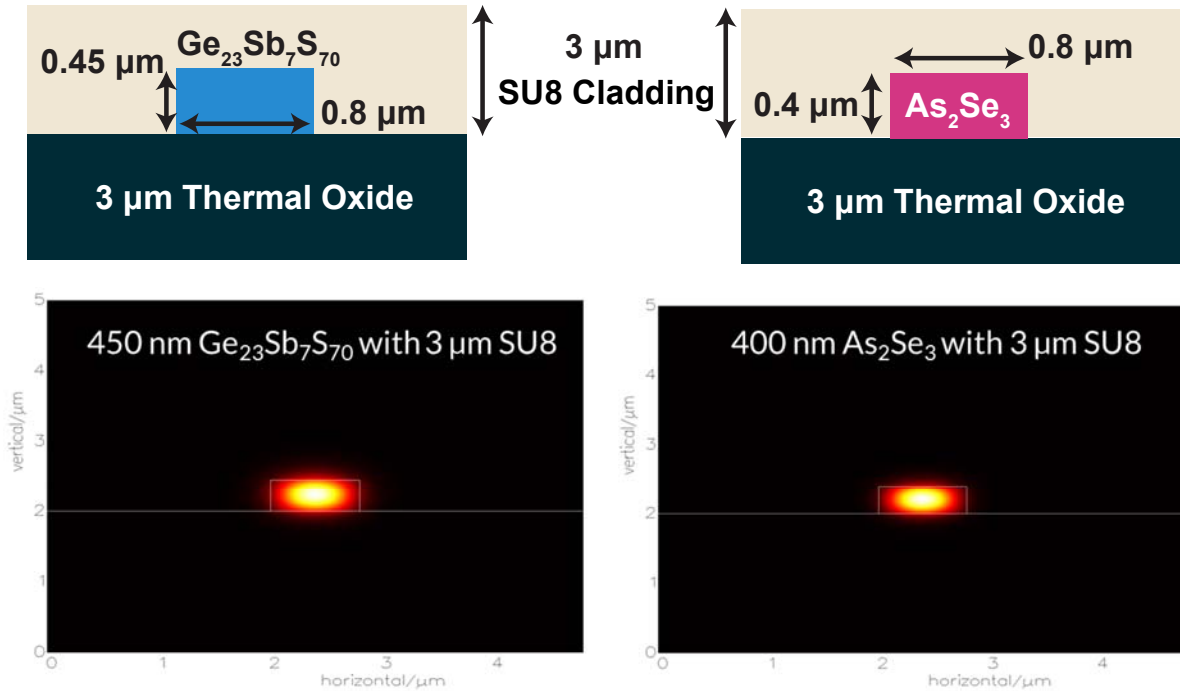 Ge₂₃Sb₇S₇₀
0.45 µm
0.8 µm
3 µm Thermal Oxide
3 µm
SU8 Cladding
0.8 µm
0.4 µm
As₂Se₃
3 µm Thermal Oxide
450 nm Ge₂₃Sb₇S₇₀ with 3 µm SU8
5
4
3
2
1
0
vertical/µm
0
1
2
3
4
horizontal/µm
400 nm As₂Se₃ with 3 µm SU8
5
4
3
2
1
0
vertical/µm
0
1
2
3
4
horizontal/µm